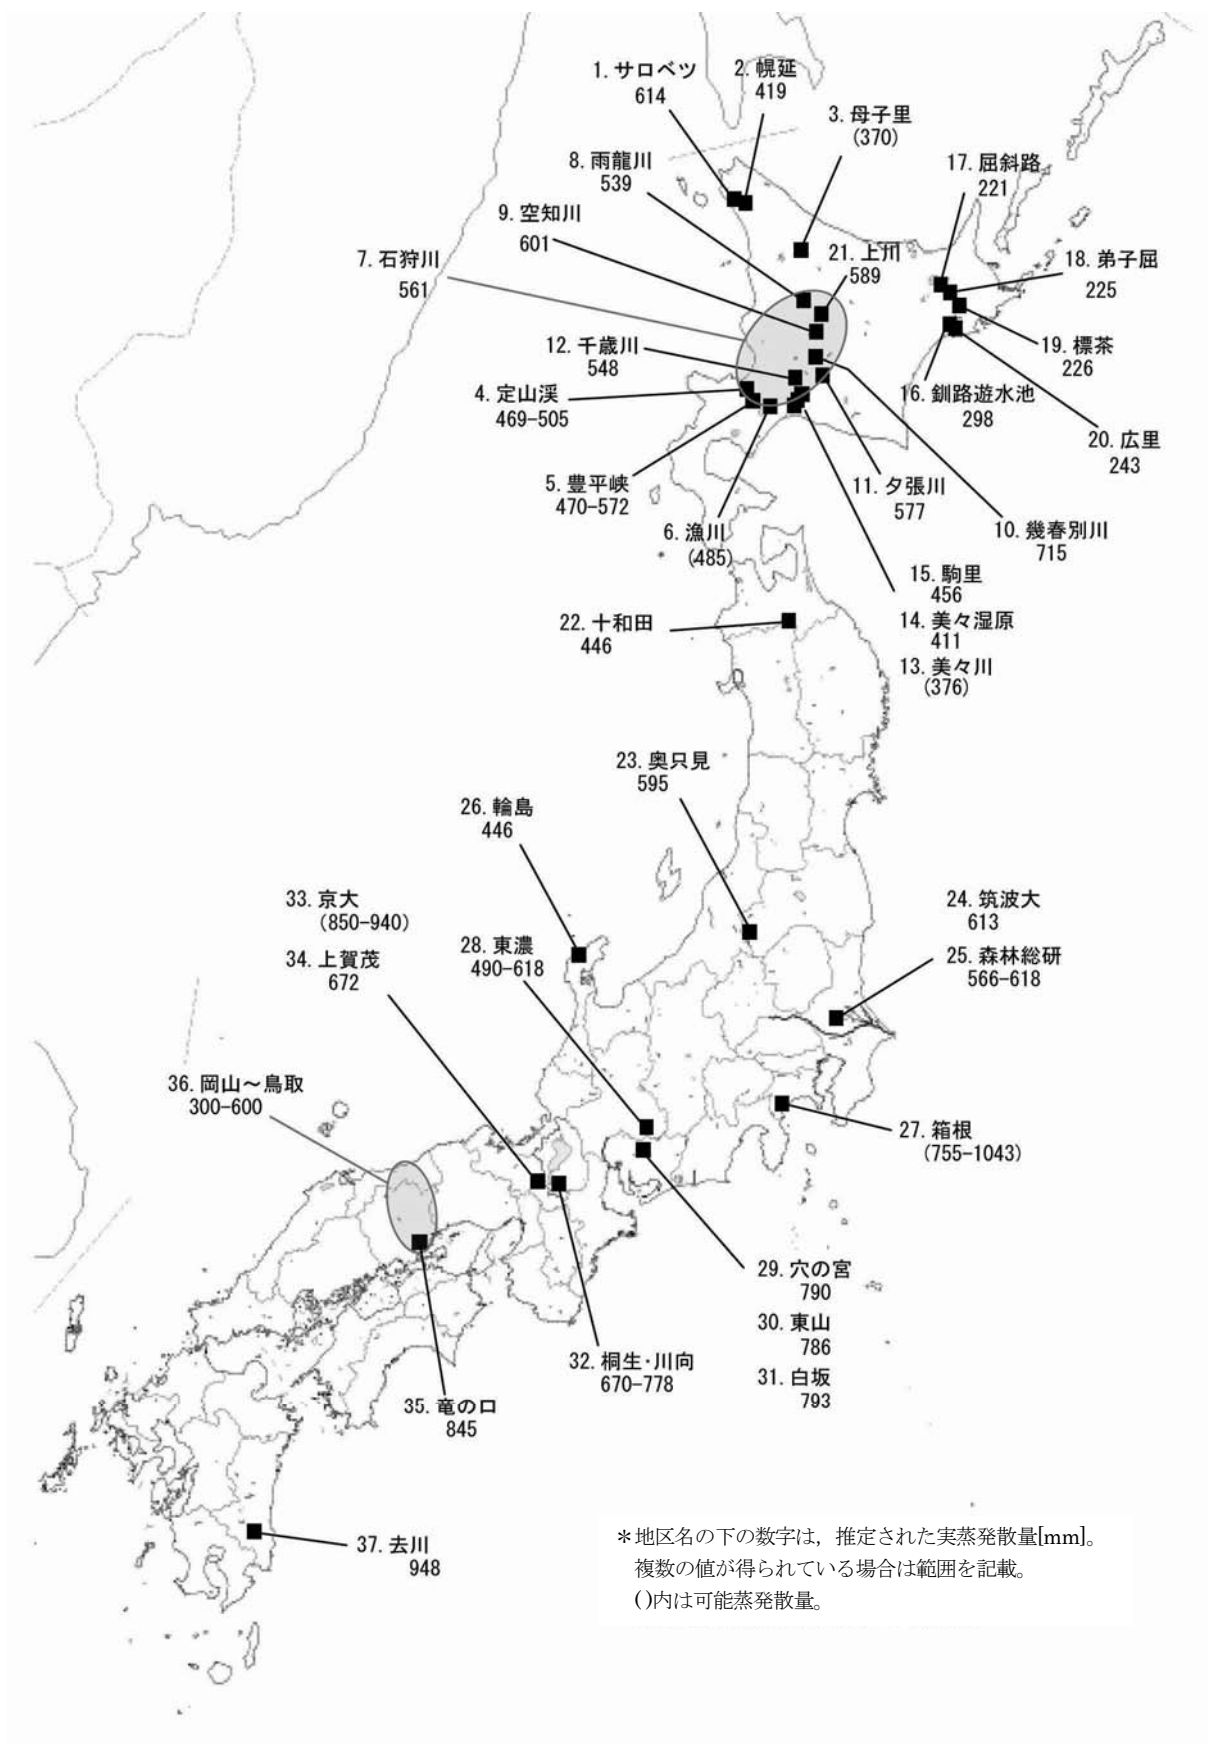 1. サロベツ
614
2. 幌延
419
3. 母子里
(370)
8. 雨龍川
539
17. 屈斜路
221
9. 空知川
601
7. 石狩川
561
21. 上川
589
18. 弟子屈
225
12. 千歳川
548
19. 標茶
226
4. 定山渓
469-505
16. 釧路遊水池
298
20. 広里
243
5. 豊平峡
470-572
11. 夕張川
577
6. 漁川
(485)
10. 幾春別川
715
15. 駒里
456
14. 美々湿原
411
13. 美々川
(376)
22. 十和田
446
23. 奥只見
595
26. 輪島
446
33. 京大
(850-940)
34. 上賀茂
672
28. 東濃
490-618
24. 筑波大
613
25. 森林総研
566-618
36. 岡山～鳥取
300-600
27. 箱根
(755-1043)
29. 穴の宮
790
30. 東山
786
31. 白坂
793
32. 桐生・川向
670-778
35. 竜の口
845
37. 去川
948
＊地区名の下の数字は，推定された実蒸発散量[mm]。
複数の値が得られている場合は範囲を記載。
( )内は可能蒸発散量。